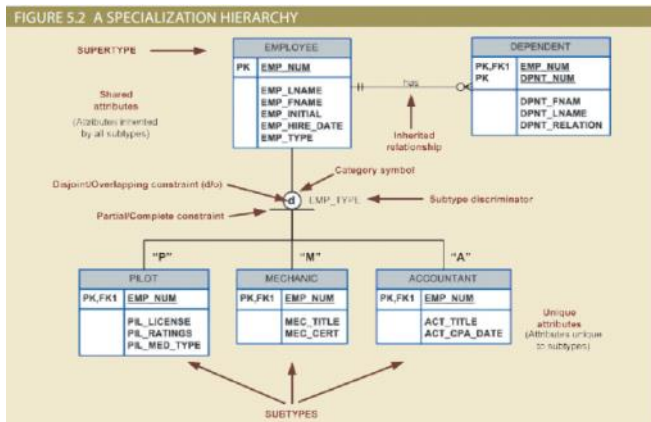 FIGURE 5.2 A SPECIALIZATION HIERARCHY
SUPERTYPE
EMPLOYEE
PK EMP_NUM
EMP_LNAME
EMP_FNAME
EMP_INITIAL
EMP_HIRE_DATE
EMP_TYPE
DEPENDENT
PK,FK1 EMP_NUM
PK DPNT_NUM
DPNT_FNAM
DPNT_LNAME
DPNT_RELATION
has
Shared
attributes
(Attributes inherited
by all subtypes)
Inherited
relationship
Category symbol
Disjoint/Overlapping constraint (d/o)
d
EMP_TYPE
Subtype discriminator
Partial/Complete constraint
"P"
"M"
"A"
PILOT
PK,FK1 EMP_NUM
PIL_LICENSE
PIL_RATINGS
PIL_MED_TYPE
MECHANIC
PK,FK1 EMP_NUM
MEC_TITLE
MEC_CERT
ACCOUNTANT
PK,FK1 EMP_NUM
ACT_TITLE
ACT_CPA_DATE
Unique
attributes
(Attributes unique
to subtypes)
SUBTYPES